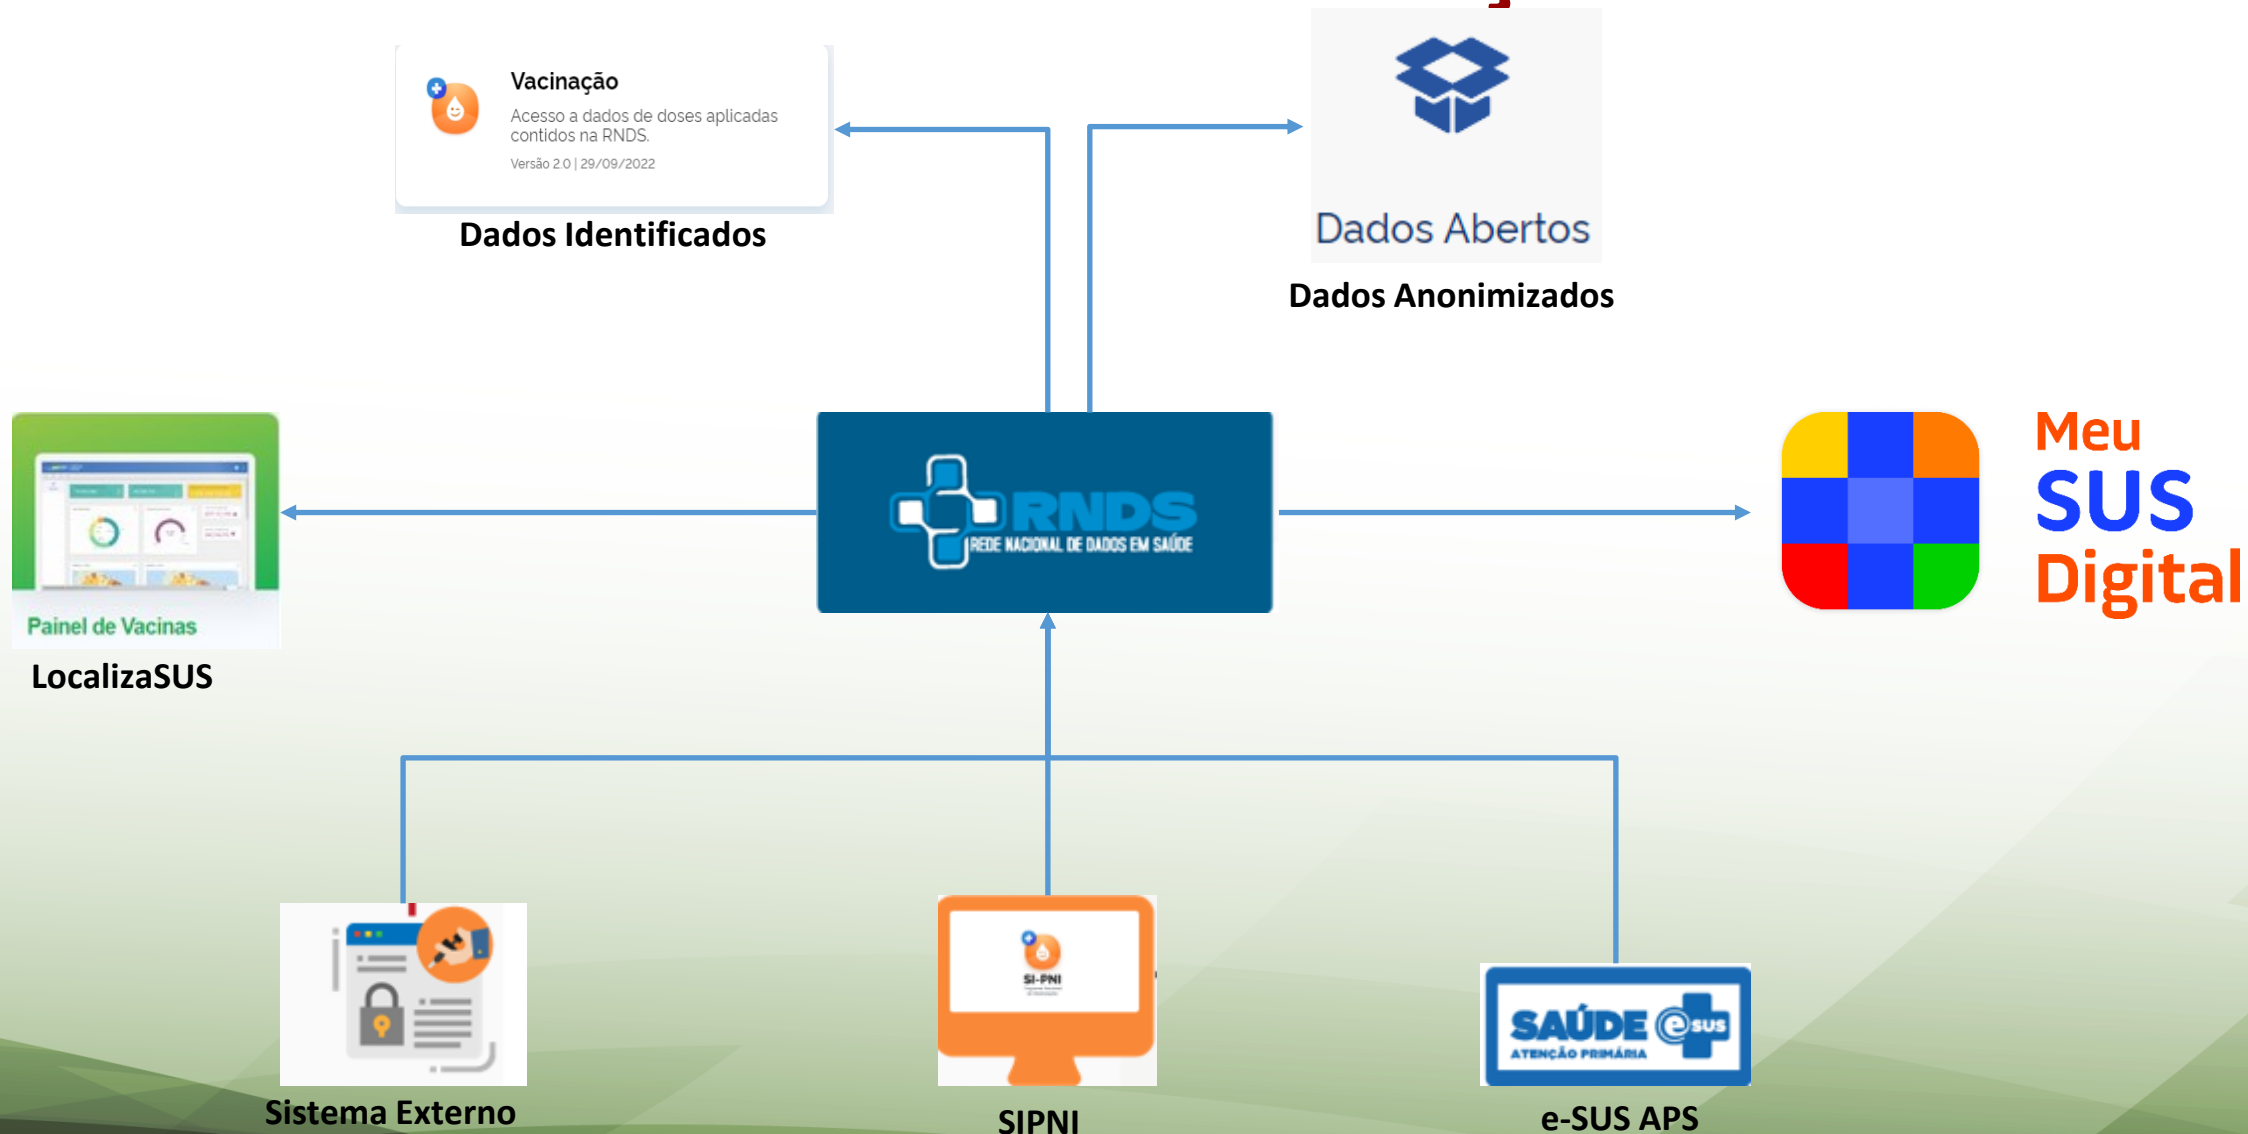 Vacinação
Acesso a dados de doses aplicadas
contidos na RNDS.
Versão 2.0 | 29/09/2022
Dados Identificados
Dados Abertos
Dados Anonimizados
Painel de Vacinas
LocalizaSUS
RNDS
REDE NACIONAL DE DADOS EM SAÚDE
Meu
SUS
Digital
Sistema Externo
SI-PNI
SIPNI
SAÚDE e sus
ATENÇÃO PRIMÁRIA
e-SUS APS